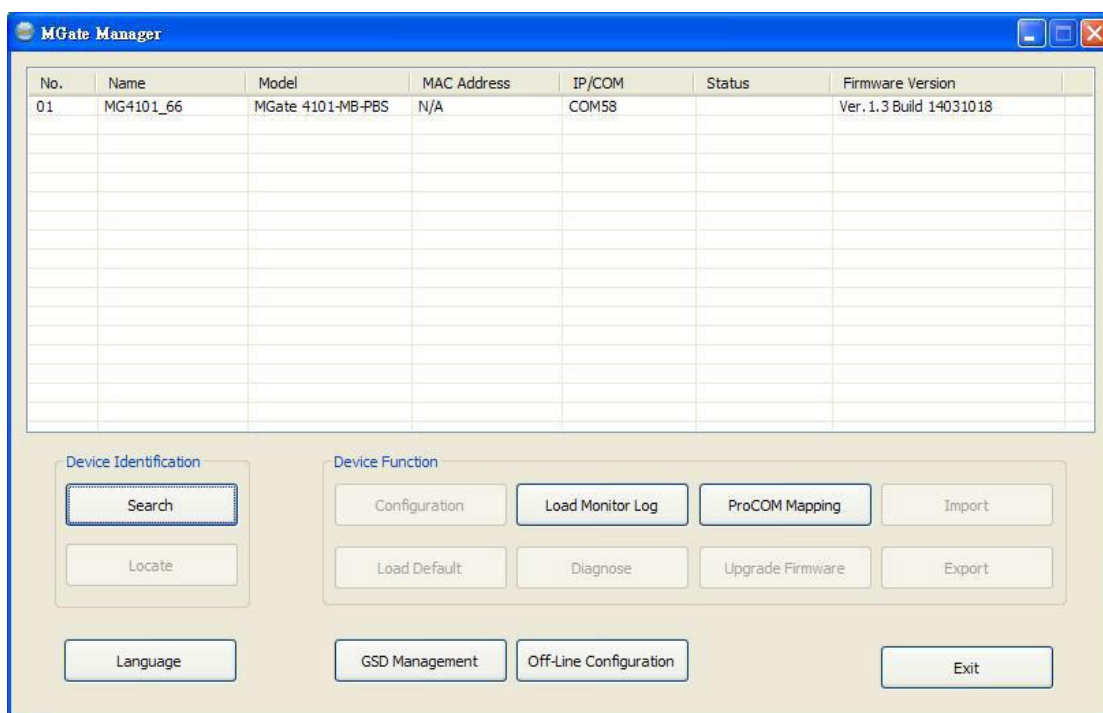 MGate Manager
No. Name Model MAC Address IP/COM Status Firmware Version
01 MG4101_66 MGate 4101-MB-PBS N/A COM58 Ver.1.3 Build 14031018
Device Identification Device Function
Search Configuration Load Monitor Log ProCOM Mapping Import
Locate Load Default Diagnose Upgrade Firmware Export
Language GSD Management Off-Line Configuration Exit